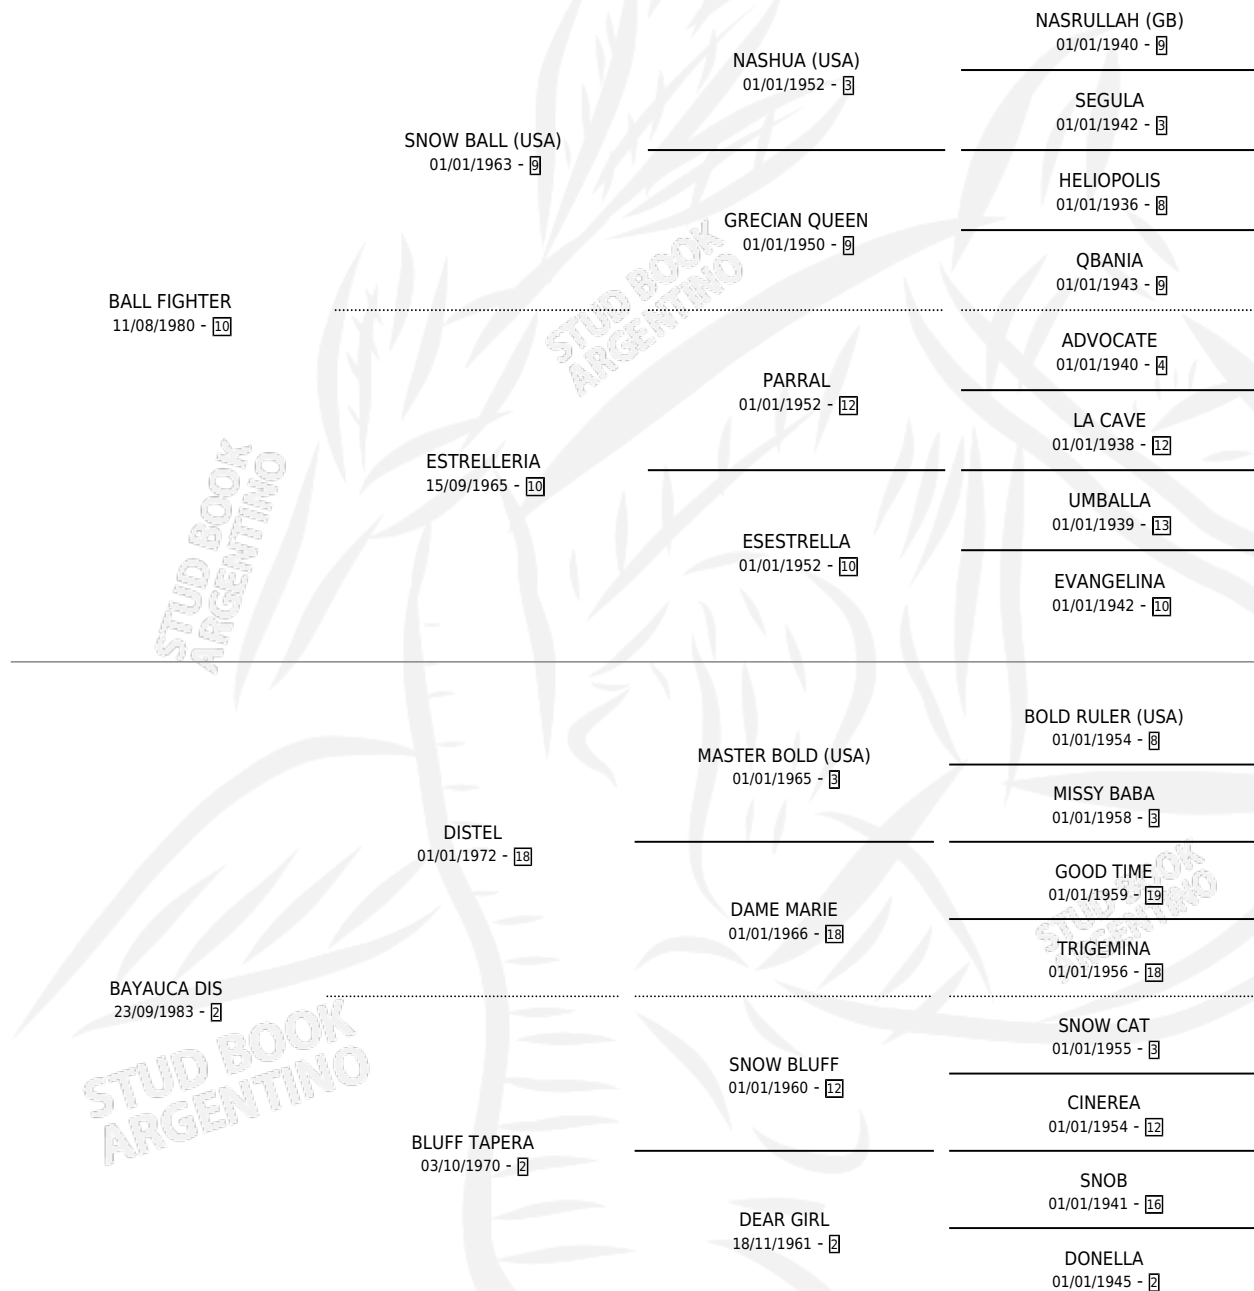 NASRULLAH (GB)
01/01/1940 - 9
NASHUA (USA)
01/01/1952 - 3
SEGULA
01/01/1942 - 3
SNOW BALL (USA)
01/01/1963 - 9
HELIOPOLIS
01/01/1936 - 8
GRECIAN QUEEN
01/01/1950 - 9
QBANIA
01/01/1943 - 9
BALL FIGHTER
11/08/1980 - 10
ADVOCATE
01/01/1940 - 4
PARRAL
01/01/1952 - 12
LA CAVE
01/01/1938 - 12
ESTRELLERIA
15/09/1965 - 10
UMBALLA
01/01/1939 - 13
ESESTRELLA
01/01/1952 - 10
EVANGELINA
01/01/1942 - 10
BOLD RULER (USA)
01/01/1954 - 8
MASTER BOLD (USA)
01/01/1965 - 3
MISSY BABA
01/01/1958 - 3
DISTEL
01/01/1972 - 18
GOOD TIME
01/01/1959 - 19
DAME MARIE
01/01/1966 - 18
TRIGEMINA
01/01/1956 - 18
BAYAUCA DIS
23/09/1983 - 2
SNOW CAT
01/01/1955 - 3
SNOW BLUFF
01/01/1960 - 12
CINEREA
01/01/1954 - 12
BLUFF TAPERA
03/10/1970 - 2
SNOB
01/01/1941 - 16
DEAR GIRL
18/11/1961 - 2
DONELLA
01/01/1945 - 2
STUD BOOK
ARGENTINO
STUD BOOK
ARGENTINO
STUD BOOK
ARGENTINO
STUD BOOK
ARGENTINO